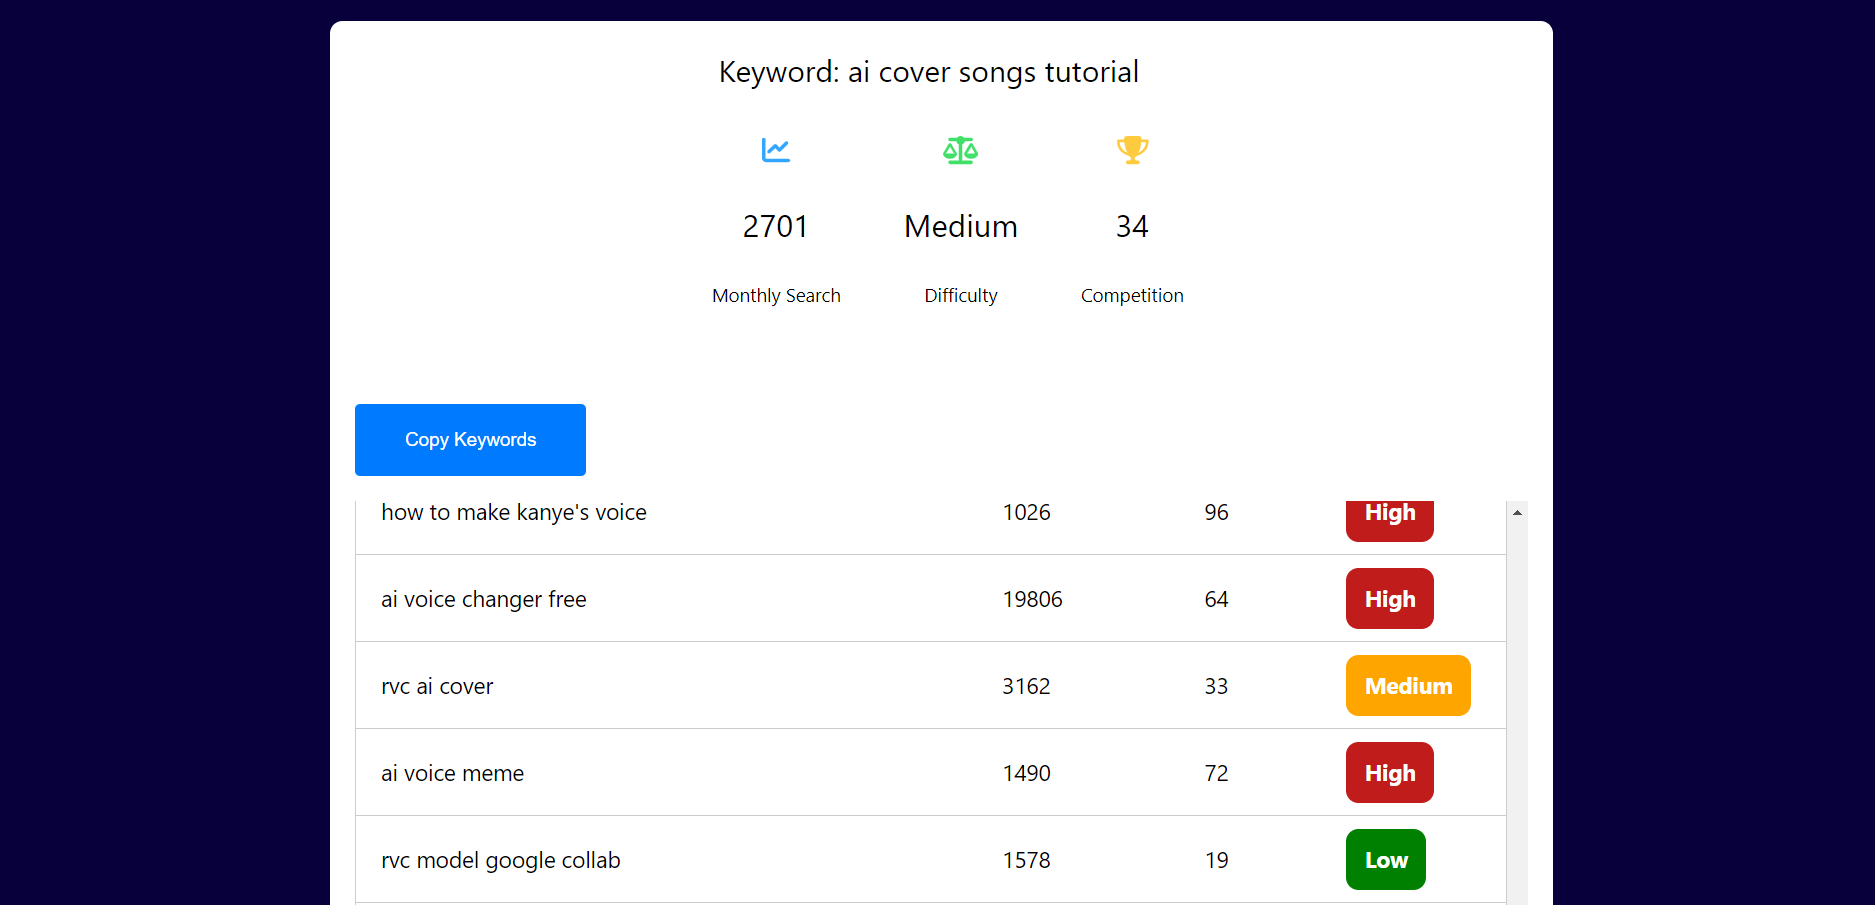 Keyword: ai cover songs tutorial
2701 Medium 34
Monthly Search Difficulty Competition
Copy Keywords
how to make kanye's voice 1026 96 High
ai voice changer free 19806 64 High
rvc ai cover 3162 33 Medium
ai voice meme 1490 72 High
rvc model google collab 1578 19 Low